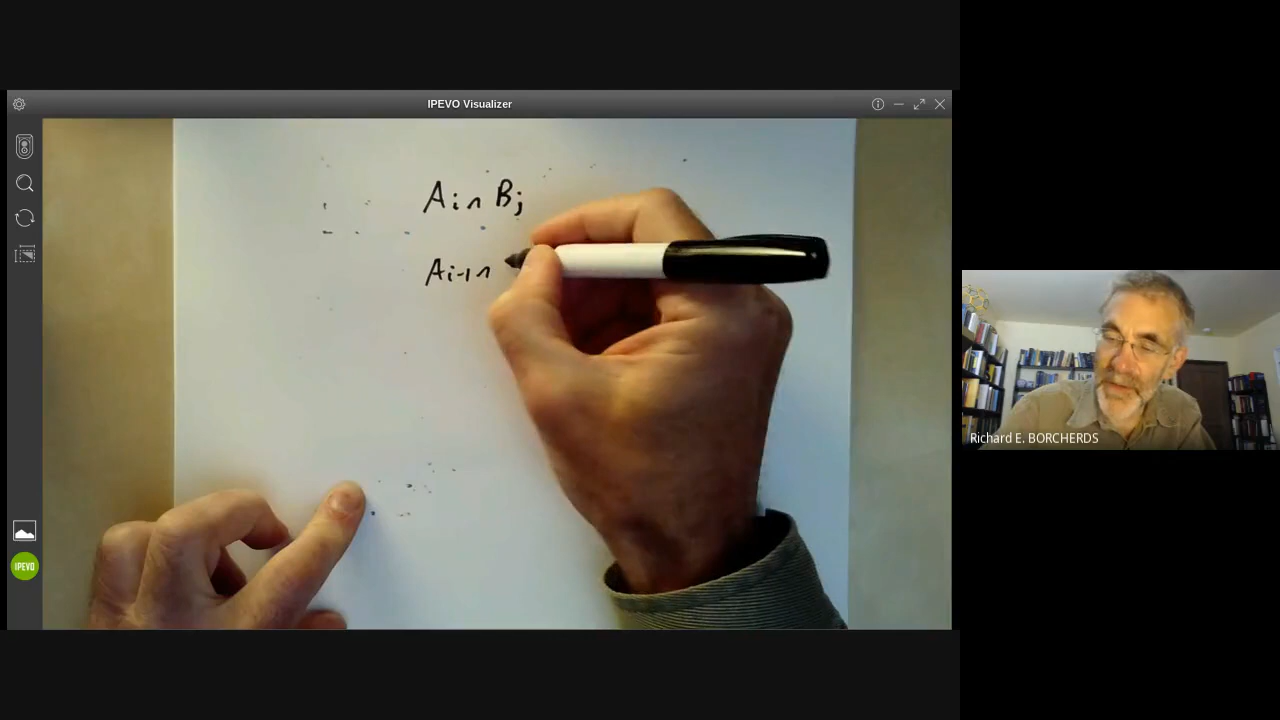 IPEVO Visualizer
A_i ∩ B_j
A_{i-1} ∩
IPEVO
Richard E. BORCHERDS